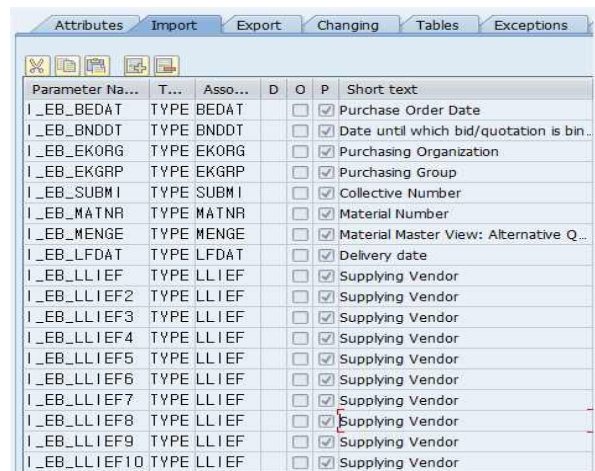 Attributes Import Export Changing Tables Exceptions
Parameter Na... T... Asso... D O P Short text
I_EB_BEDAT TYPE BEDAT Purchase Order Date
I_EB_BNDDT TYPE BNDDT Date until which bid/quotation is bin...
I_EB_EKORG TYPE EKORG Purchasing Organization
I_EB_EKGRP TYPE EKGRP Purchasing Group
I_EB_SUBMI TYPE SUBMI Collective Number
I_EB_MATNR TYPE MATNR Material Number
I_EB_MENGE TYPE MENGE Material Master View: Alternative Q...
I_EB_LFDAT TYPE LFDAT Delivery date
I_EB_LLIEF TYPE LLIEF Supplying Vendor
I_EB_LLIEF2 TYPE LLIEF Supplying Vendor
I_EB_LLIEF3 TYPE LLIEF Supplying Vendor
I_EB_LLIEF4 TYPE LLIEF Supplying Vendor
I_EB_LLIEF5 TYPE LLIEF Supplying Vendor
I_EB_LLIEF6 TYPE LLIEF Supplying Vendor
I_EB_LLIEF7 TYPE LLIEF Supplying Vendor
I_EB_LLIEF8 TYPE LLIEF Supplying Vendor
I_EB_LLIEF9 TYPE LLIEF Supplying Vendor
I_EB_LLIEF10 TYPE LLIEF Supplying Vendor